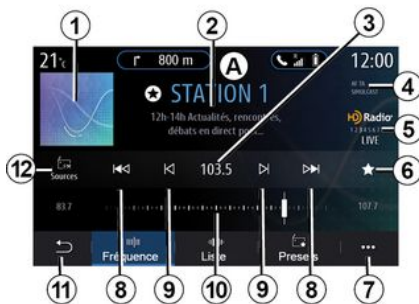 1
2
3
21°c
800 m
A
12:00
4
STATION 1
12h-14h Actualités, rencontres,
débats en direct pour...
HD Radio
5
LIVE
12
Sources
103.5
6
83.7
107.7
Fréquence
Liste
Presets
11
8
9
10
9
8
7